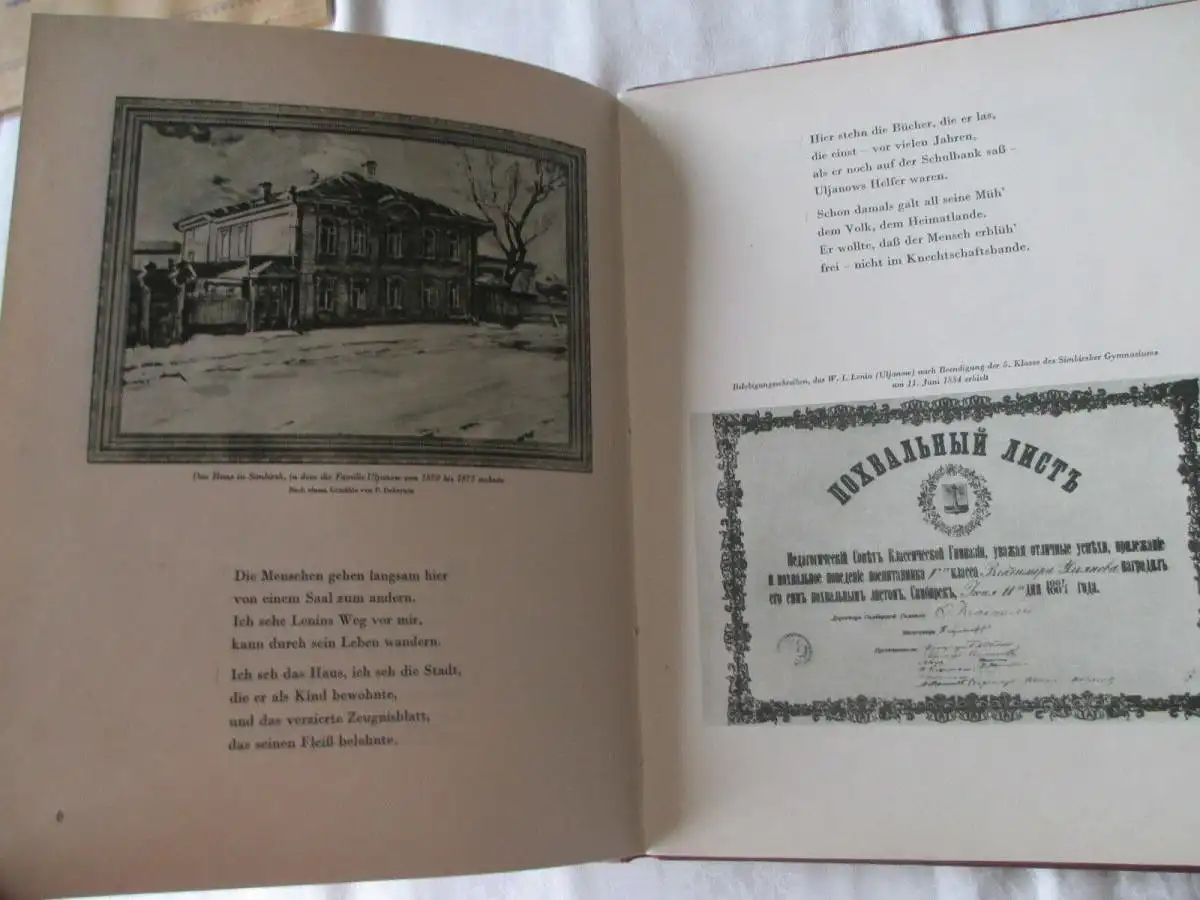 Das Haus in Simbirsk, in dem die Familie Uljanow von 1870 bis 1875 wohnte
Nach einem Gemälde von
Die Menschen gehen langsam hier
von einem Saal zum andern.
Ich sehe Lenins Weg vor mir,
kann durch sein Leben wandern.
Ich seh das Haus, ich seh die Stadt,
die er als Kind bewohnte,
und das verzierte Zeugnisblatt,
das seinen Fleiß belohnte.
6
Hier stehn die Bücher, die er las,
die einst – vor vielen Jahren,
als er noch auf der Schulbank saß –
Uljanows Helfer waren.
Schon damals galt all seine Müh'
dem Volk, dem Heimatlande.
Er wollte, daß der Mensch erblüh'
frei – nicht im Knechtschaftsbande.
Belobigungsschreiben, das W. I. Lenin (Uljanow) nach Beendigung der 5. Klasse des Simbirsker Gymnasiums
am 11. Juni 1884 erhielt
ПОХВАЛЬНЫЙ ЛИСТЪ
Педагогическій Совѣтъ Классической Гимназіи, уважая отличные успѣхи, прилежаніе
и похвальное поведеніе воспитанника класса Владимира Ульянова наградилъ
его симъ похвальнымъ листомъ. Симбирскъ, Іюня 11 дня 1884 года.